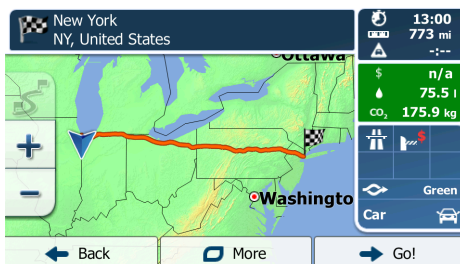 New York
NY, United States
13:00
773 mi
-:--
$ n/a
75.5 l
CO₂ 175.9 kg
Ottawa
Washingto
$
Green
Car
Back
More
Go!